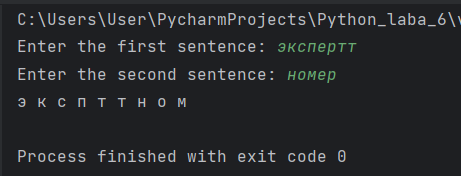 C:\Users\User\PycharmProjects\Python_laba_6\
Enter the first sentence: экспертт
Enter the second sentence: номер
э к с п т т н о м
Process finished with exit code 0